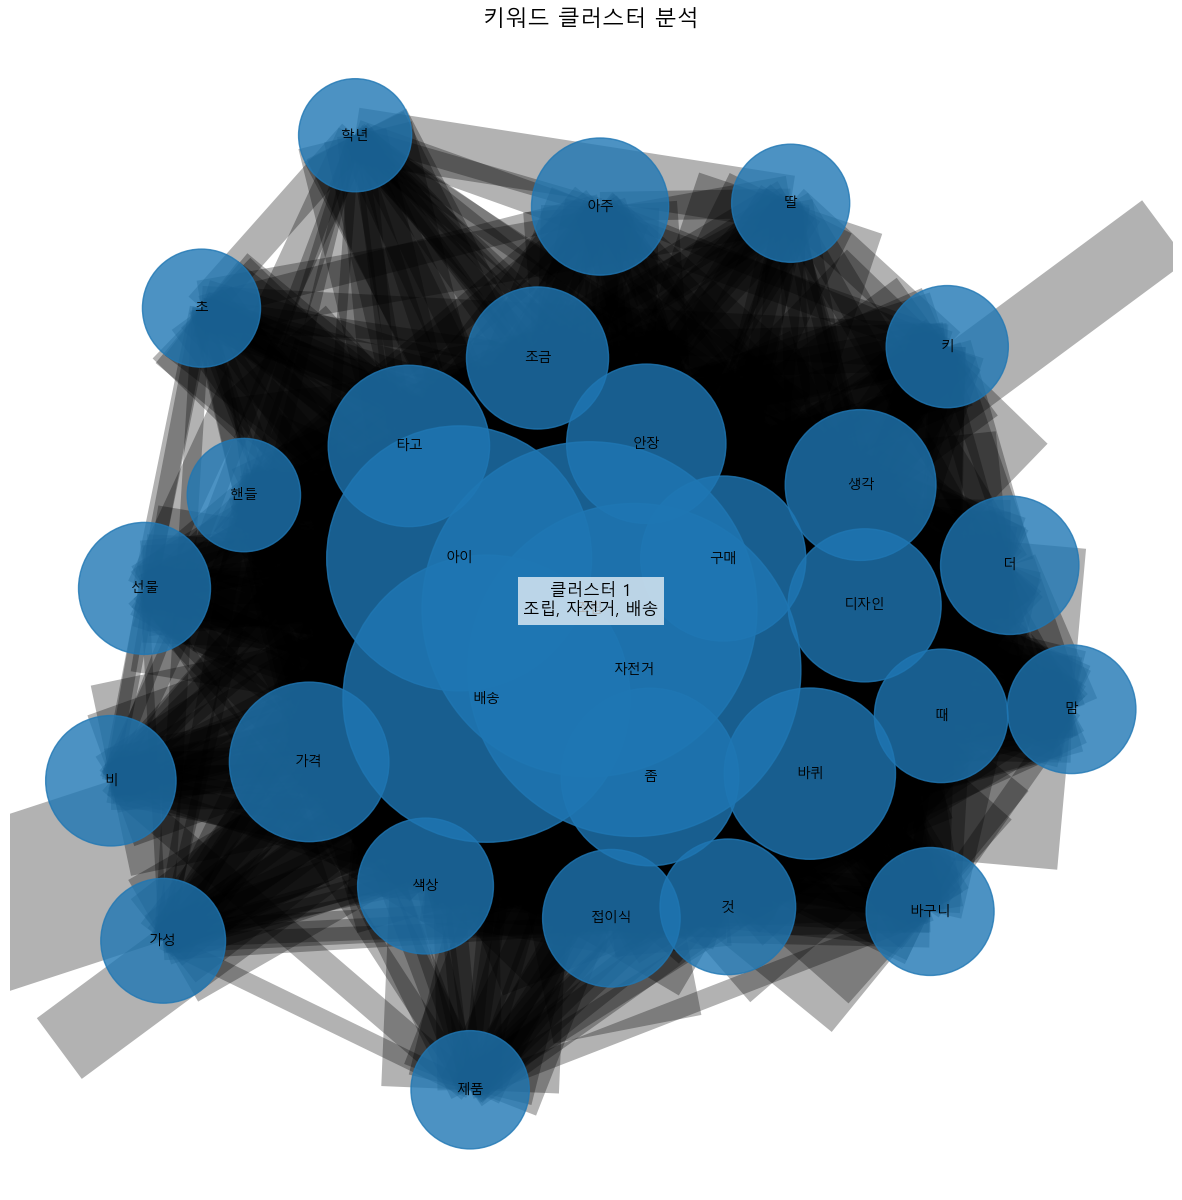 키워드 클러스터 분석
학년
아주
딸
초
키
조금
타고
안장
생각
핸들
아이
구매
더
선물
클러스터 1
조립, 자전거, 배송
디자인
자전거
배송
때
맘
가격
좀
바퀴
비
색상
접이식
것
바구니
가성
제품